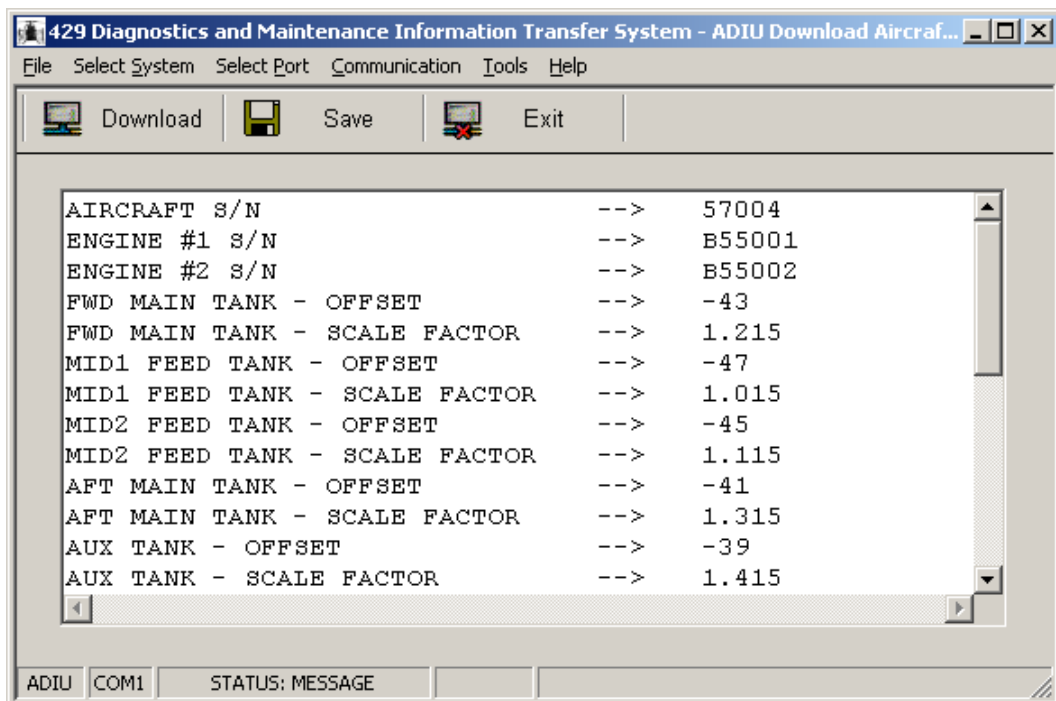 429 Diagnostics and Maintenance Information Transfer System - ADIU Download Aircraf...
File Select System Select Port Communication Tools Help
Download Save Exit
AIRCRAFT S/N --> 57004
ENGINE #1 S/N --> B55001
ENGINE #2 S/N --> B55002
FWD MAIN TANK - OFFSET --> -43
FWD MAIN TANK - SCALE FACTOR --> 1.215
MID1 FEED TANK - OFFSET --> -47
MID1 FEED TANK - SCALE FACTOR --> 1.015
MID2 FEED TANK - OFFSET --> -45
MID2 FEED TANK - SCALE FACTOR --> 1.115
AFT MAIN TANK - OFFSET --> -41
AFT MAIN TANK - SCALE FACTOR --> 1.315
AUX TANK - OFFSET --> -39
AUX TANK - SCALE FACTOR --> 1.415
ADIU COM1 STATUS: MESSAGE